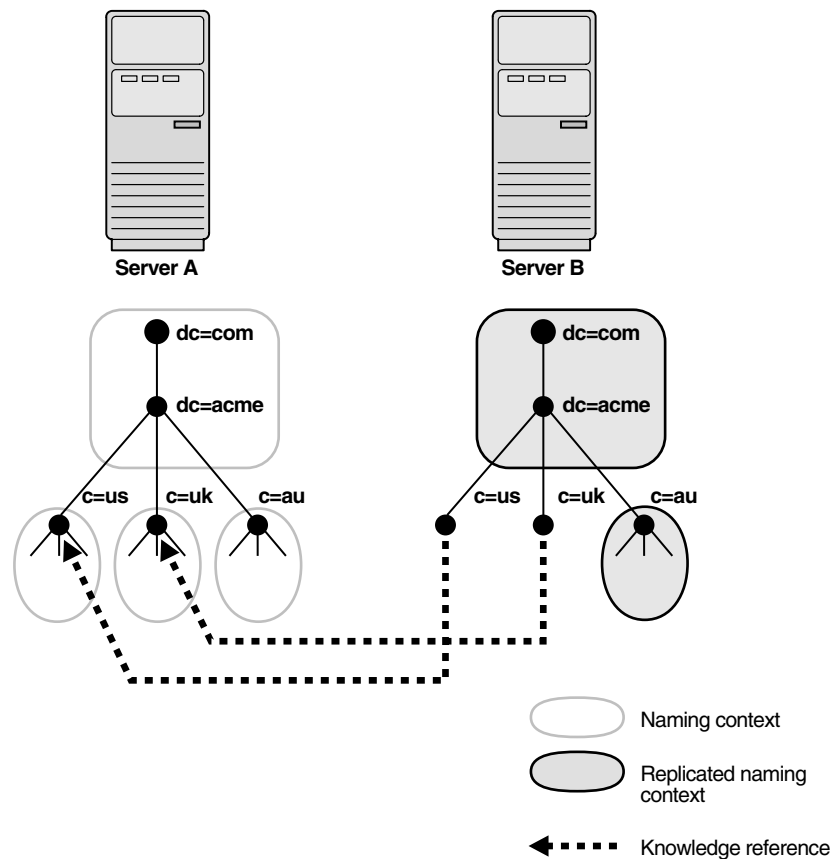 Server A
Server B
dc=com
dc=com
dc=acme
dc=acme
c=us
c=uk
c=au
c=us
c=uk
c=au
Naming context
Replicated naming
context
Knowledge reference